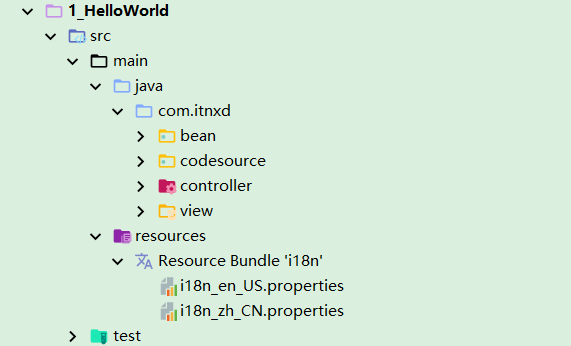 1_HelloWorld
src
main
java
com.itnxd
bean
codesource
controller
view
resources
Resource Bundle 'i18n'
i18n_en_US.properties
i18n_zh_CN.properties
test